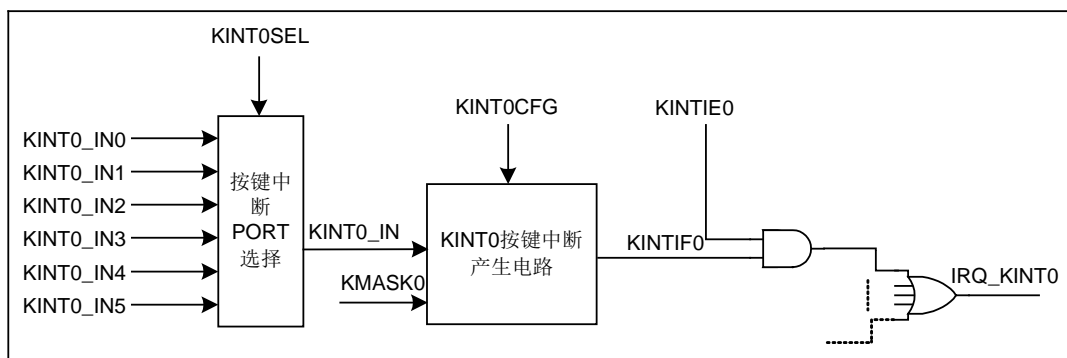 KINT0SEL
KINT0CFG
KINTIE0
KINT0_IN0
KINT0_IN1
KINT0_IN2
KINT0_IN3
KINT0_IN4
KINT0_IN5
按键中
断
PORT
选择
KINT0_IN
KMASK0
KINT0按键中断
产生电路
KINTIF0
IRQ_KINT0